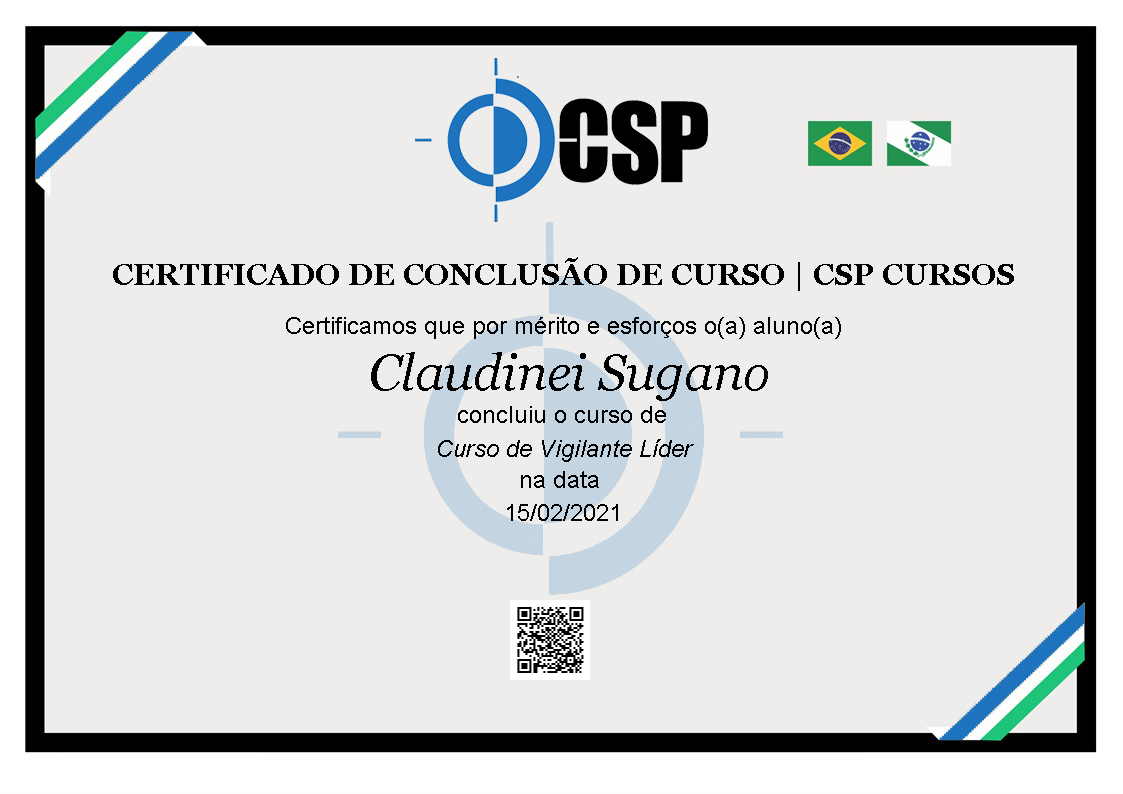 CSP
CERTIFICADO DE CONCLUSÃO DE CURSO | CSP CURSOS
Certificamos que por mérito e esforços o(a) aluno(a)
Claudinei Sugano
concluiu o curso de
Curso de Vigilante Líder
na data
15/02/2021